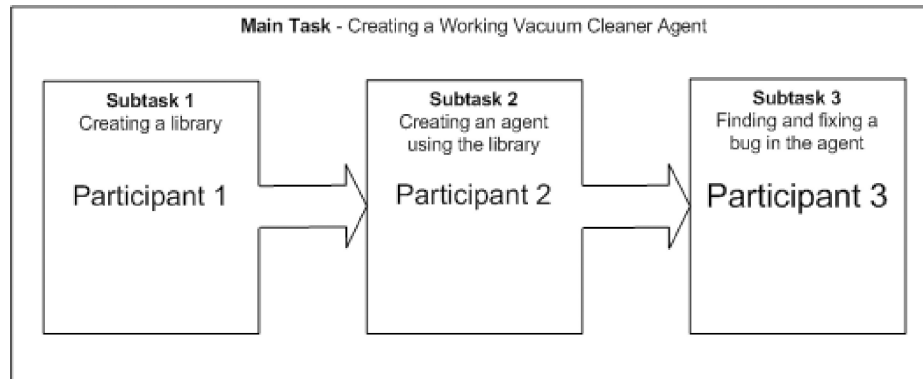 Main Task - Creating a Working Vacuum Cleaner Agent
Subtask 1
Creating a library
Participant 1
Subtask 2
Creating an agent
using the library
Participant 2
Subtask 3
Finding and fixing a
bug in the agent
Participant 3